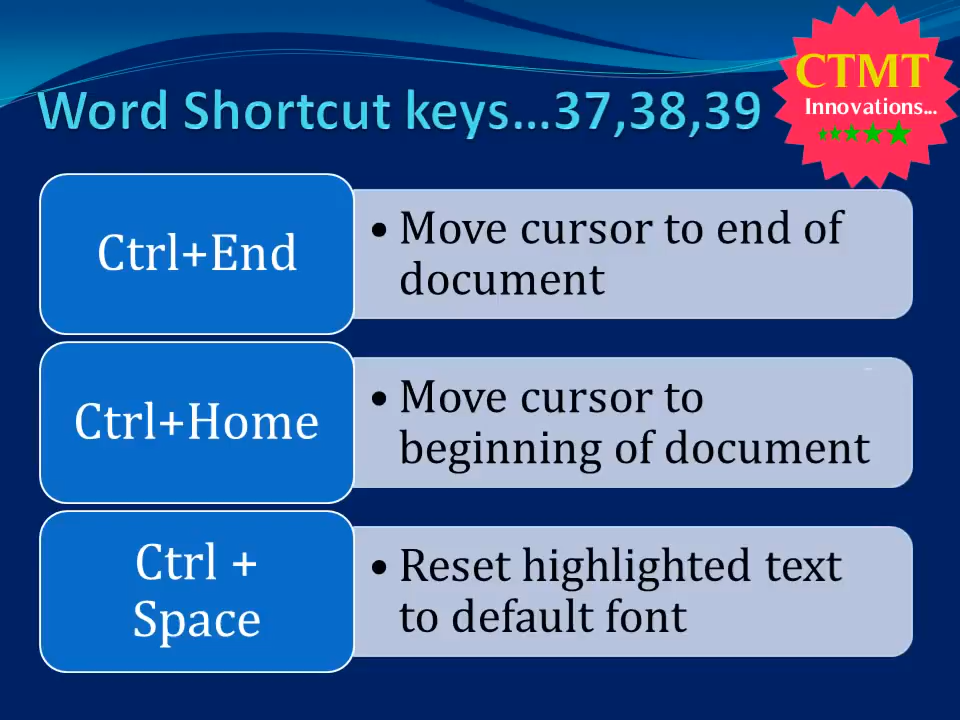 Word Shortcut keys...37,38,39
CTMT
Innovations...
Ctrl+End
• Move cursor to end of
document
Ctrl+Home
• Move cursor to
beginning of document
Ctrl +
Space
• Reset highlighted text
to default font